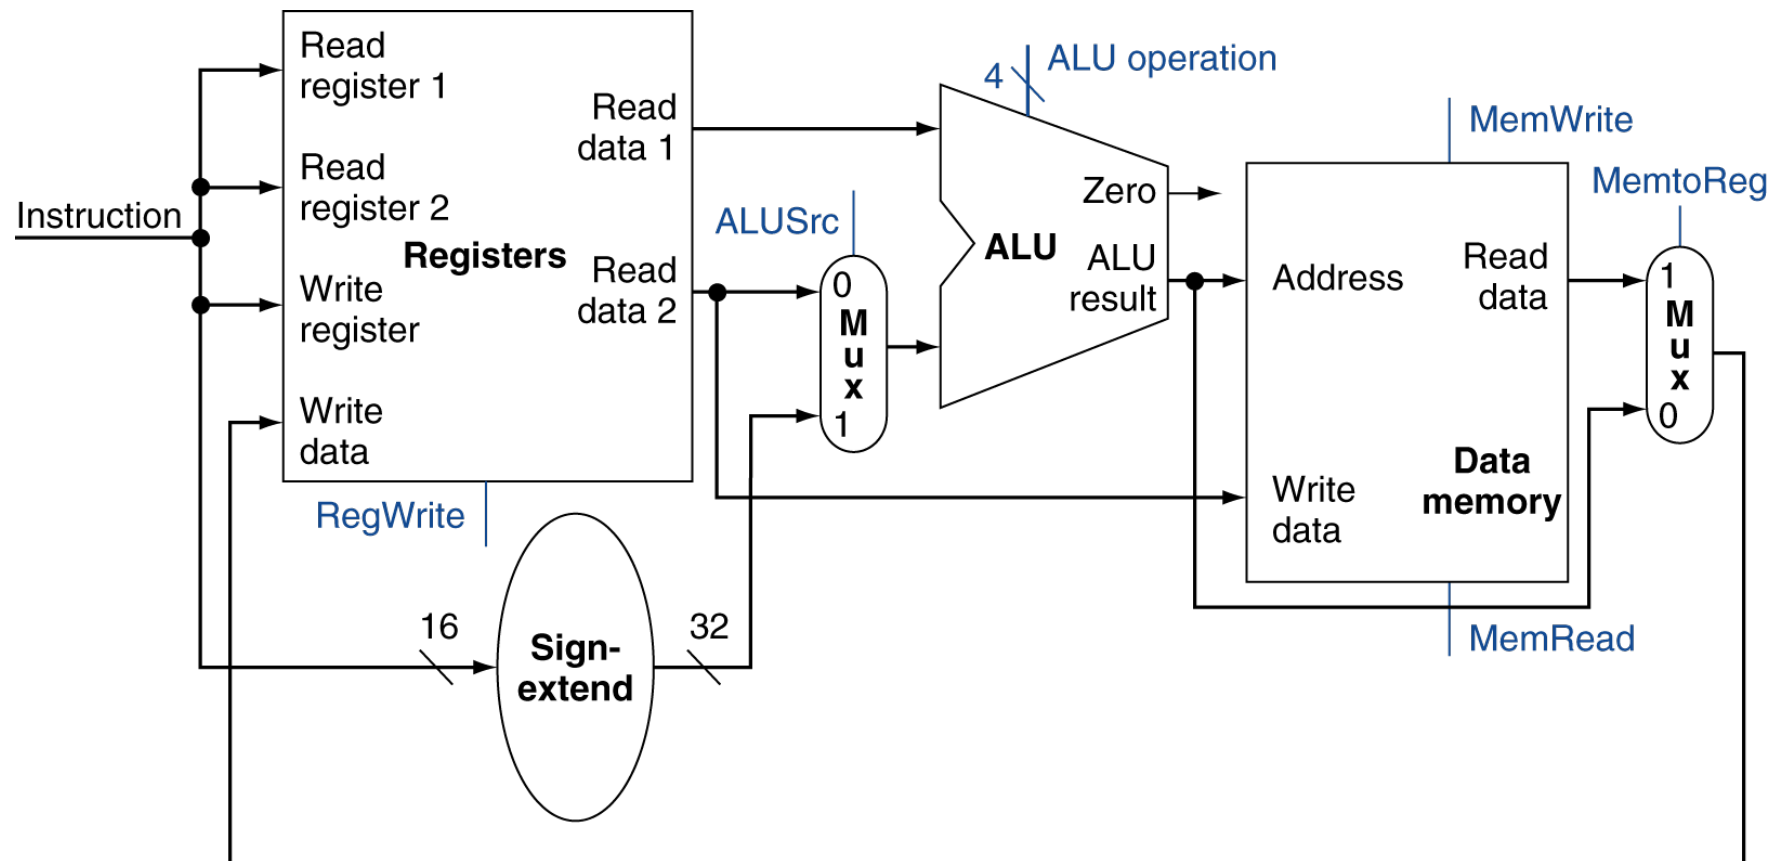 Instruction
Read
register 1
Read
register 2
Write
register
Write
data
Registers
Read
data 1
Read
data 2
RegWrite
16
Sign-
extend
32
ALUSrc
0
M
u
x
1
4
ALU operation
ALU
Zero
ALU
result
MemWrite
Address
Read
data
Write
data
Data
memory
MemRead
MemtoReg
1
M
u
x
0